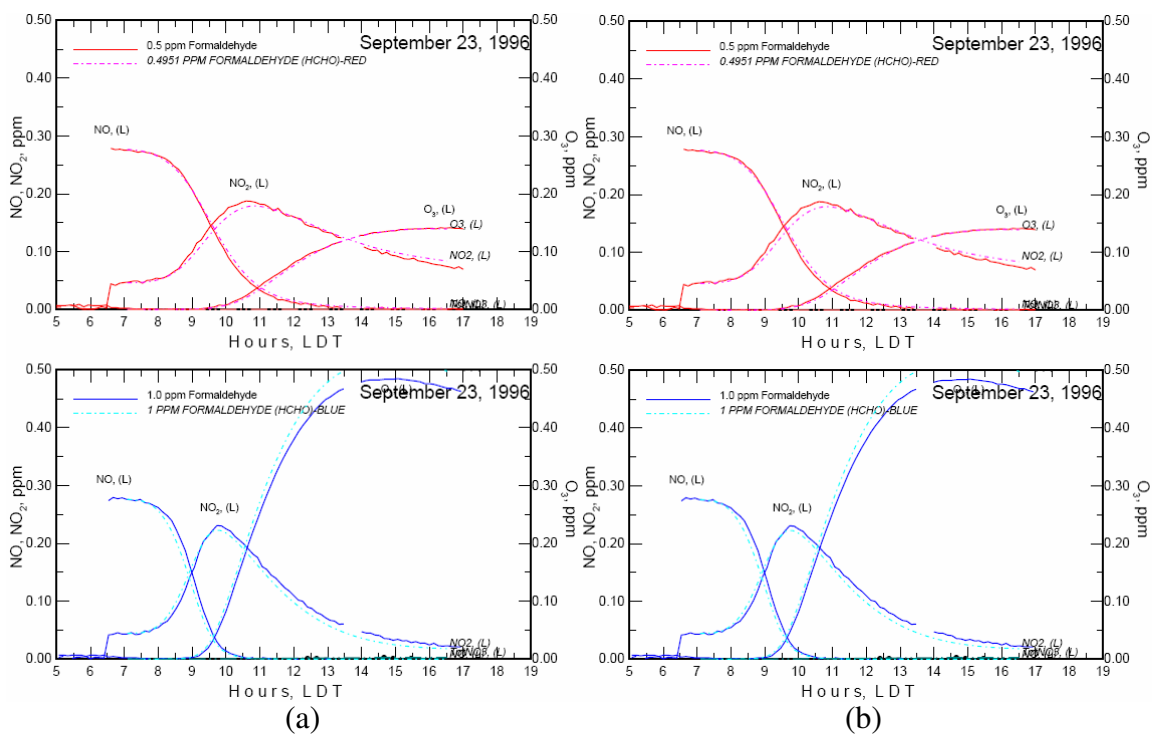 September 23, 1996
0.5 ppm Formaldehyde
0.4951 PPM FORMALDEHYDE (HCHO)-RED
0.50
0.40
0.30
0.20
0.10
0.00
NO, NO₂, ppm
NO, (L)
NO₂, (L)
O₃, (L)
O3, (L)
NO2, (L)
0.50
0.40
0.30
0.20
0.10
0.00
O₃, ppm
5 6 7 8 9 10 11 12 13 14 15 16 17 18 19
Hours, LDT
September 23, 1996
0.5 ppm Formaldehyde
0.4951 PPM FORMALDEHYDE (HCHO)-RED
0.50
0.40
0.30
0.20
0.10
0.00
NO, NO₂, ppm
NO, (L)
NO₂, (L)
O₃, (L)
O3, (L)
NO2, (L)
0.50
0.40
0.30
0.20
0.10
0.00
O₃, ppm
5 6 7 8 9 10 11 12 13 14 15 16 17 18 19
Hours, LDT
September 23, 1996
1.0 ppm Formaldehyde
1 PPM FORMALDEHYDE (HCHO)-BLUE
0.50
0.40
0.30
0.20
0.10
0.00
NO, NO₂, ppm
NO, (L)
NO₂, (L)
NO2, (L)
0.50
0.40
0.30
0.20
0.10
0.00
O₃, ppm
5 6 7 8 9 10 11 12 13 14 15 16 17 18 19
Hours, LDT
(a)
September 23, 1996
1.0 ppm Formaldehyde
1 PPM FORMALDEHYDE (HCHO)-BLUE
0.50
0.40
0.30
0.20
0.10
0.00
NO, NO₂, ppm
NO, (L)
NO₂, (L)
NO2, (L)
0.50
0.40
0.30
0.20
0.10
0.00
O₃, ppm
5 6 7 8 9 10 11 12 13 14 15 16 17 18 19
Hours, LDT
(b)